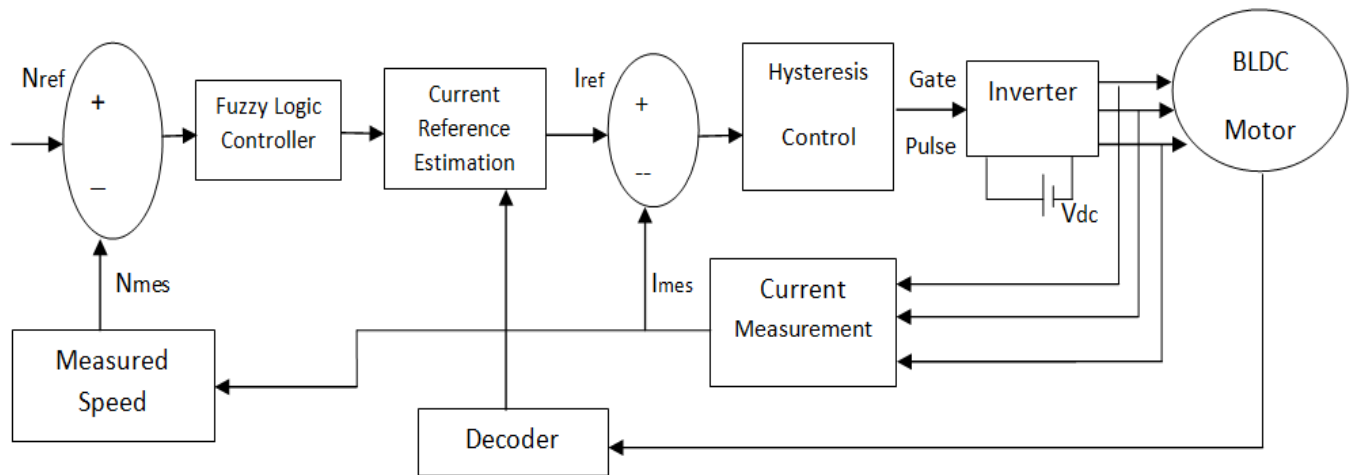 Nref
+
–
Fuzzy Logic
Controller
Current
Reference
Estimation
Iref
+
--
Hysteresis
Control
Gate
Pulse
Inverter
Vdc
BLDC
Motor
Nmes
Imes
Current
Measurement
Measured
Speed
Decoder